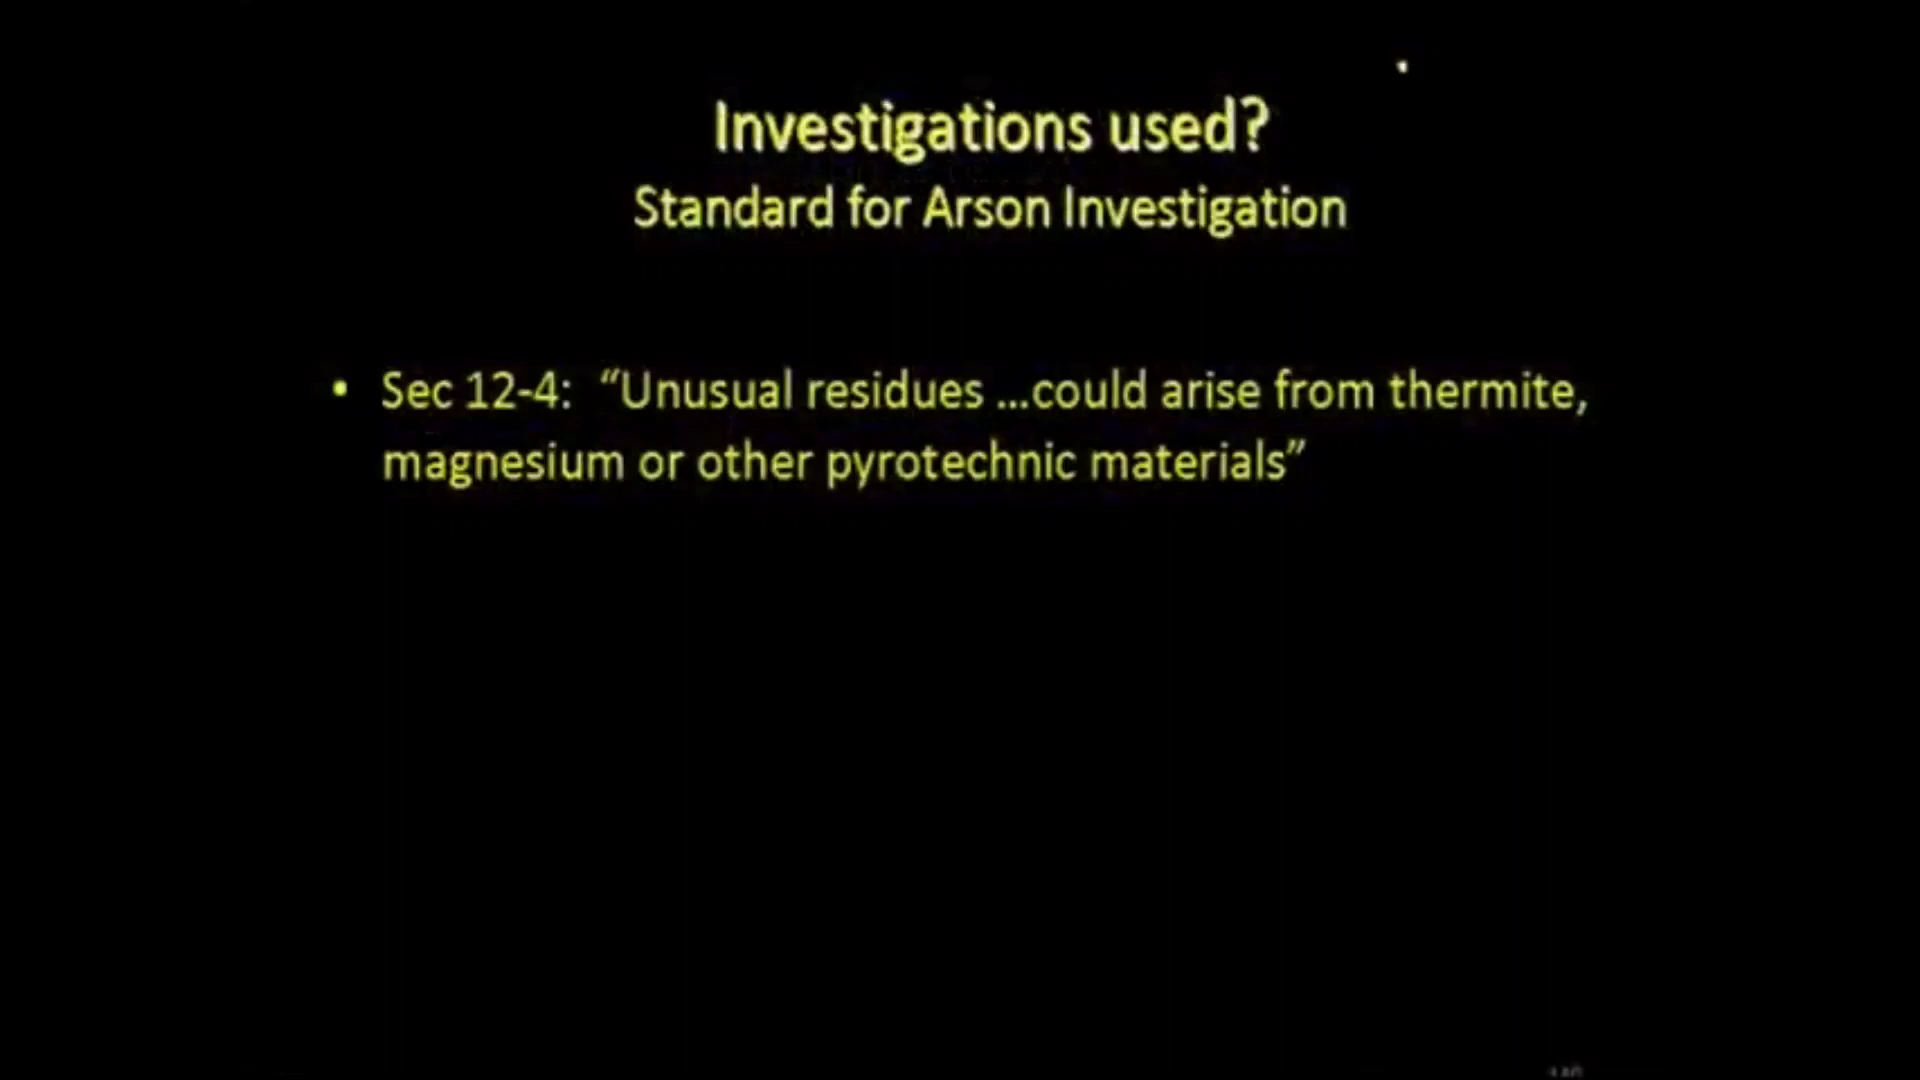 Investigations used?
Standard for Arson Investigation
• Sec 12-4: “Unusual residues ...could arise from thermite,
magnesium or other pyrotechnic materials”